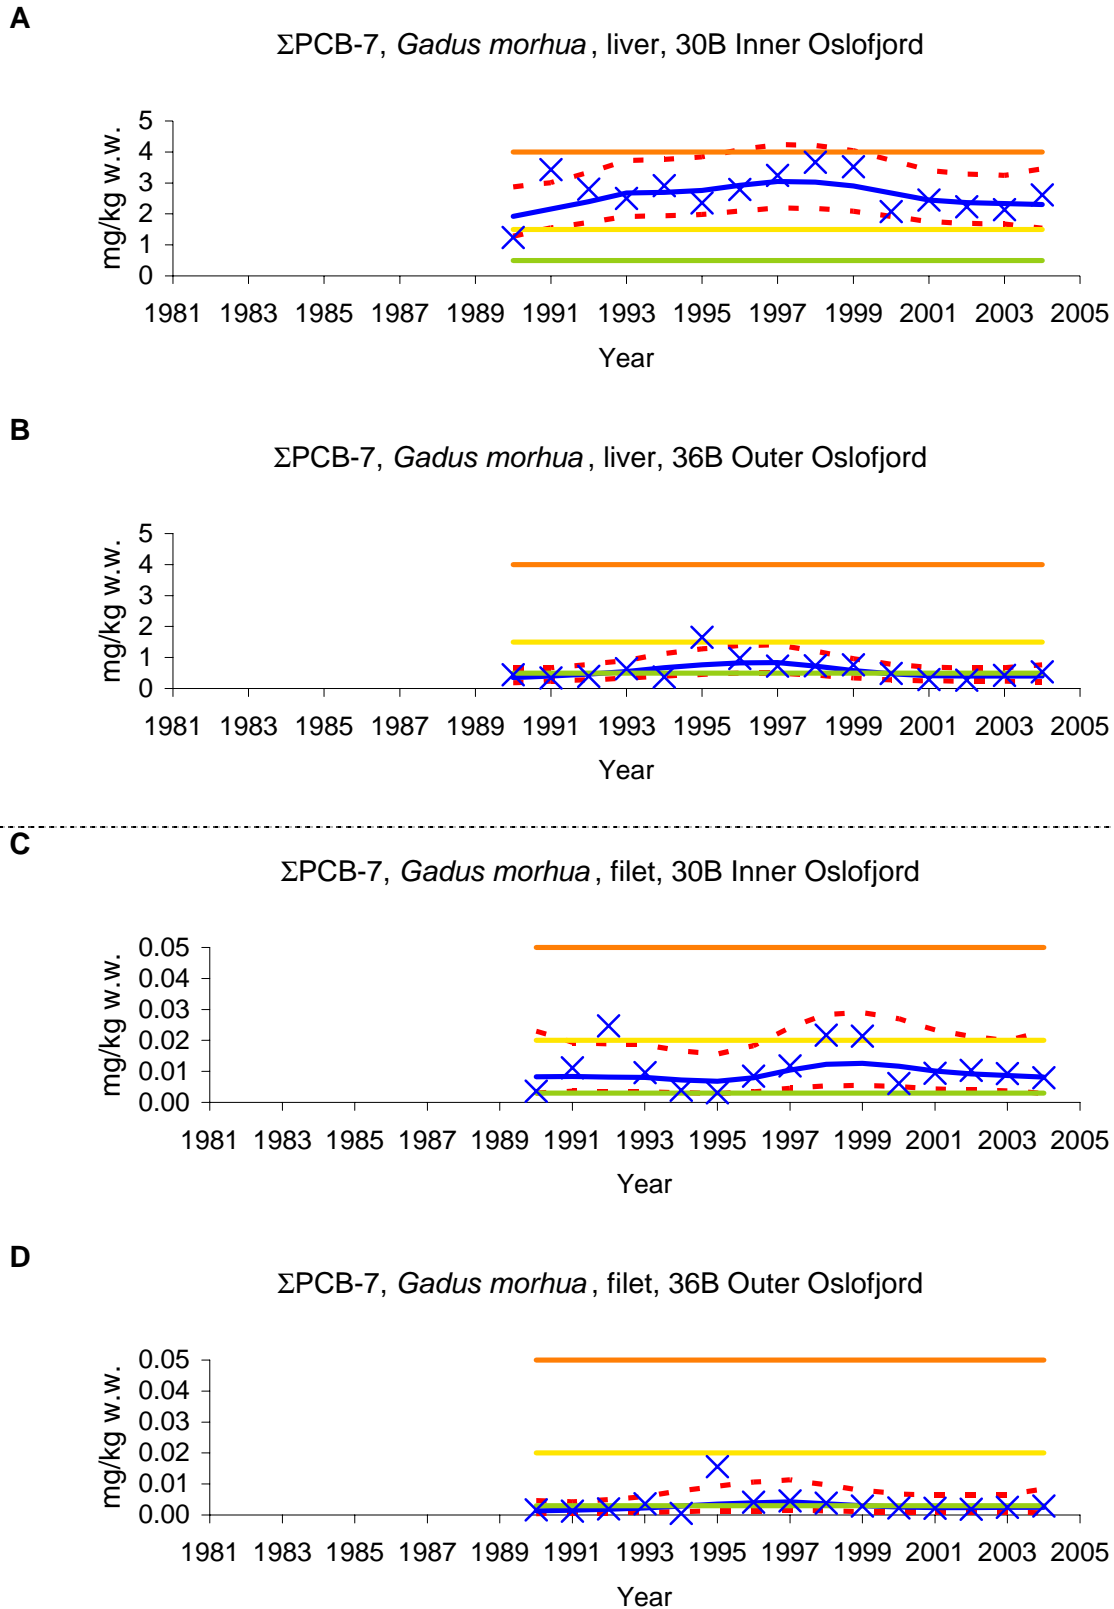 A
ΣPCB-7, Gadus morhua, liver, 30B Inner Oslofjord
mg/kg w.w.
5
4
3
2
1
0
1981 1983 1985 1987 1989 1991 1993 1995 1997 1999 2001 2003 2005
Year
B
ΣPCB-7, Gadus morhua, liver, 36B Outer Oslofjord
mg/kg w.w.
5
4
3
2
1
0
1981 1983 1985 1987 1989 1991 1993 1995 1997 1999 2001 2003 2005
Year
C
ΣPCB-7, Gadus morhua, filet, 30B Inner Oslofjord
mg/kg w.w.
0.05
0.04
0.03
0.02
0.01
0.00
1981 1983 1985 1987 1989 1991 1993 1995 1997 1999 2001 2003 2005
Year
D
ΣPCB-7, Gadus morhua, filet, 36B Outer Oslofjord
mg/kg w.w.
0.05
0.04
0.03
0.02
0.01
0.00
1981 1983 1985 1987 1989 1991 1993 1995 1997 1999 2001 2003 2005
Year